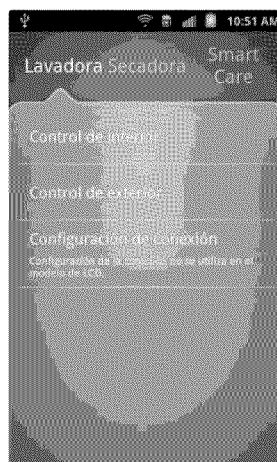 10:51 AM
Lavadora Secadora Smart
Care
Control de interior
Control de exterior
Configuración de conexión
Configuración de la conexión no se utiliza en el
modelo de LCD.